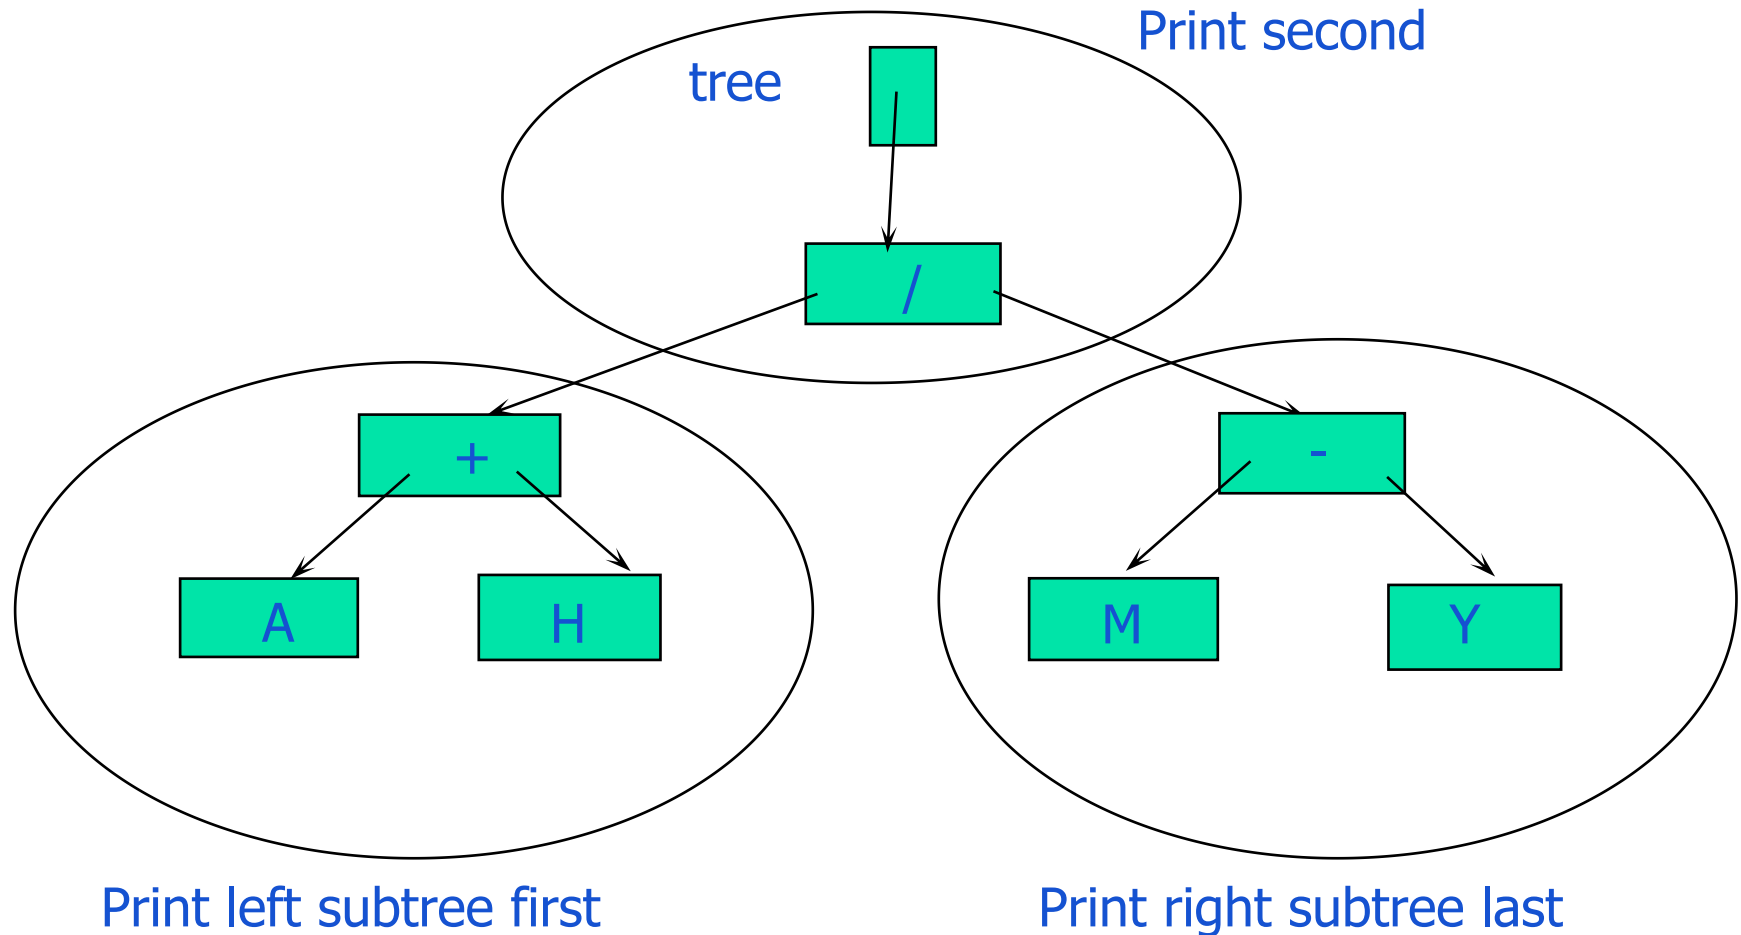 Print second
tree
/
+
-
A
H
M
Y
Print left subtree first
Print right subtree last